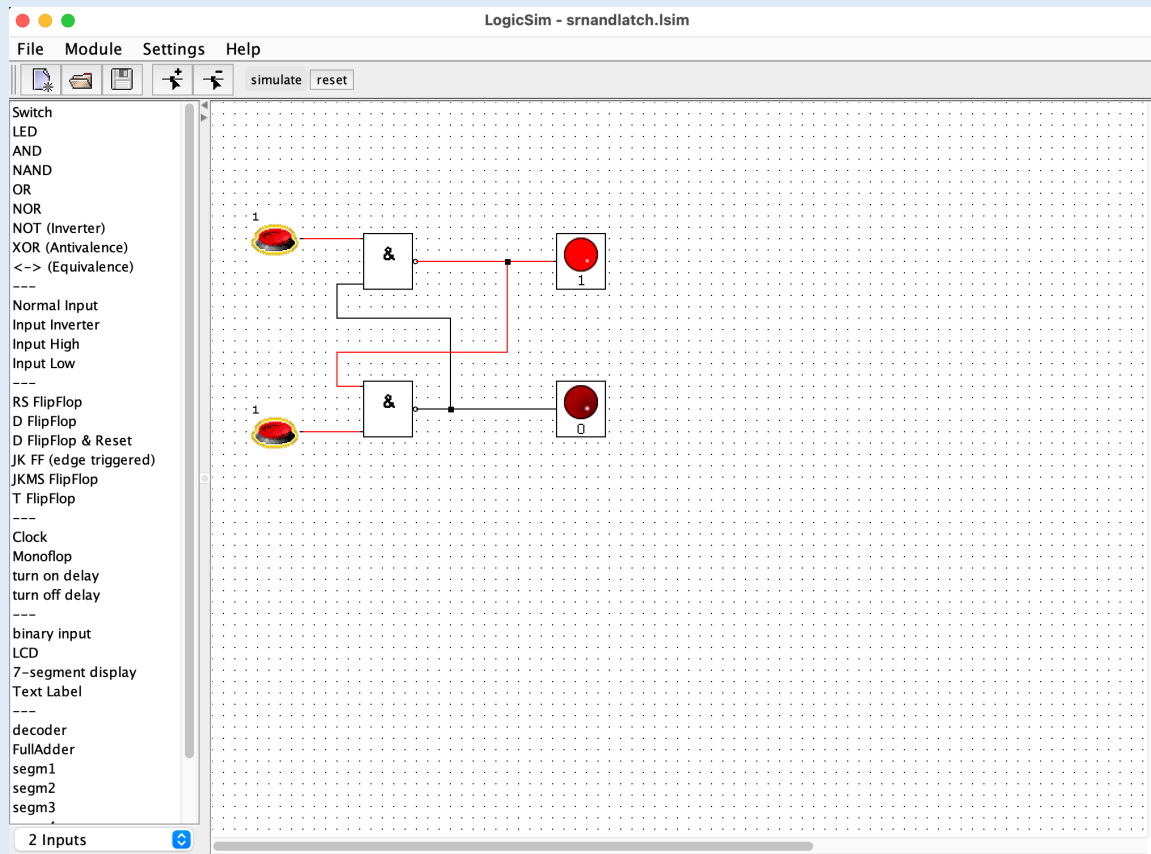 LogicSim - srnandlatch.lsim
File Module Settings Help
simulate reset
Switch
LED
AND
NAND
OR
NOR
NOT (Inverter)
XOR (Antivalence)
<-> (Equivalence)
---
Normal Input
Input Inverter
Input High
Input Low
---
RS FlipFlop
D FlipFlop
D FlipFlop & Reset
JK FF (edge triggered)
JKMS FlipFlop
T FlipFlop
---
Clock
Monoflop
turn on delay
turn off delay
---
binary input
LCD
7-segment display
Text Label
---
decoder
FullAdder
segm1
segm2
segm3
2 Inputs
1
&
1
1
&
0